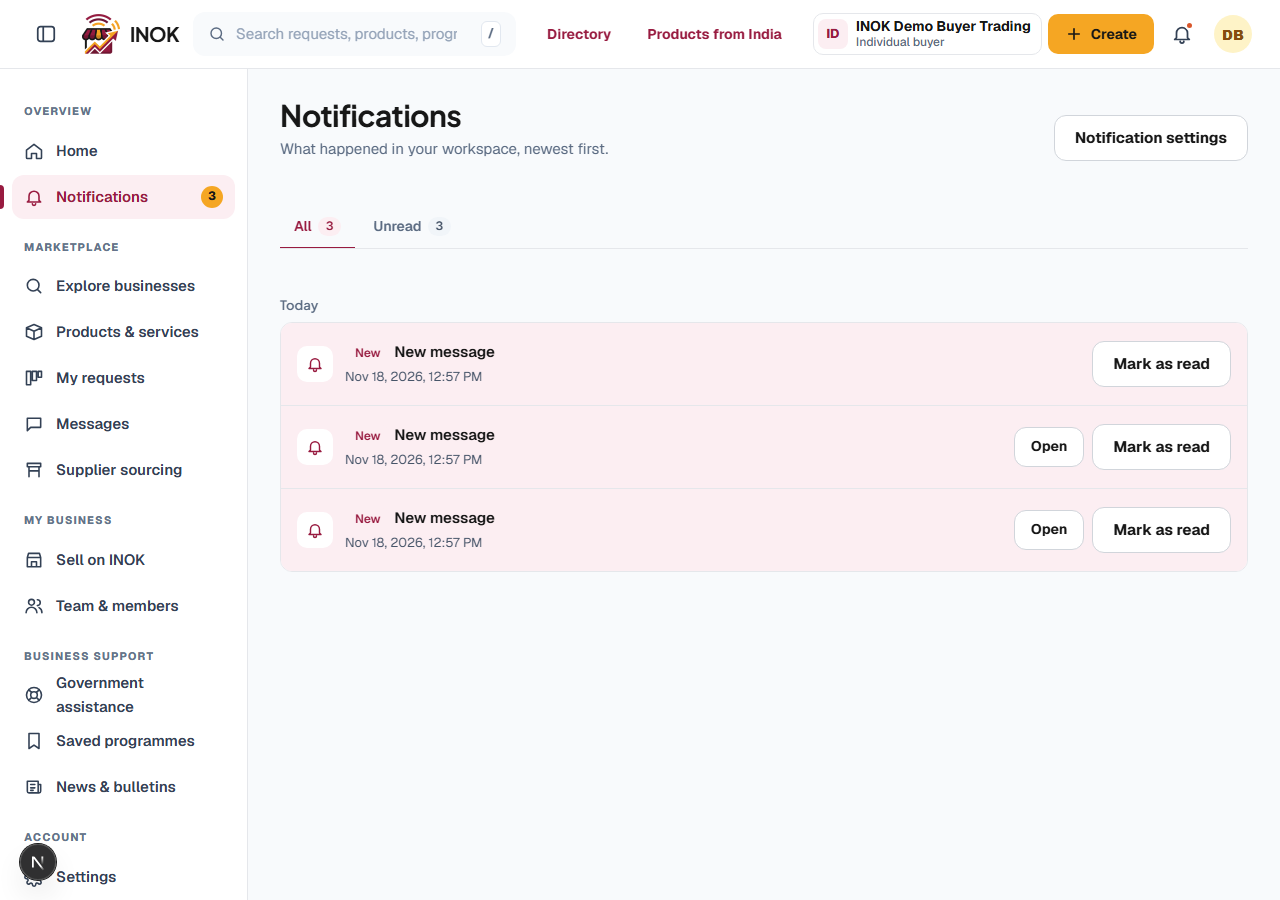 INOK
Search requests, products, progr
/
Directory
Products from India
ID
INOK Demo Buyer Trading
Individual buyer
+ Create
DB
OVERVIEW
Home
Notifications
3
MARKETPLACE
Explore businesses
Products & services
My requests
Messages
Supplier sourcing
MY BUSINESS
Sell on INOK
Team & members
BUSINESS SUPPORT
Government
assistance
Saved programmes
News & bulletins
ACCOUNT
N
Settings
Notifications
What happened in your workspace, newest first.
Notification settings
All 3
Unread 3
Today
New New message
Nov 18, 2026, 12:57 PM
Mark as read
New New message
Nov 18, 2026, 12:57 PM
Open
Mark as read
New New message
Nov 18, 2026, 12:57 PM
Open
Mark as read